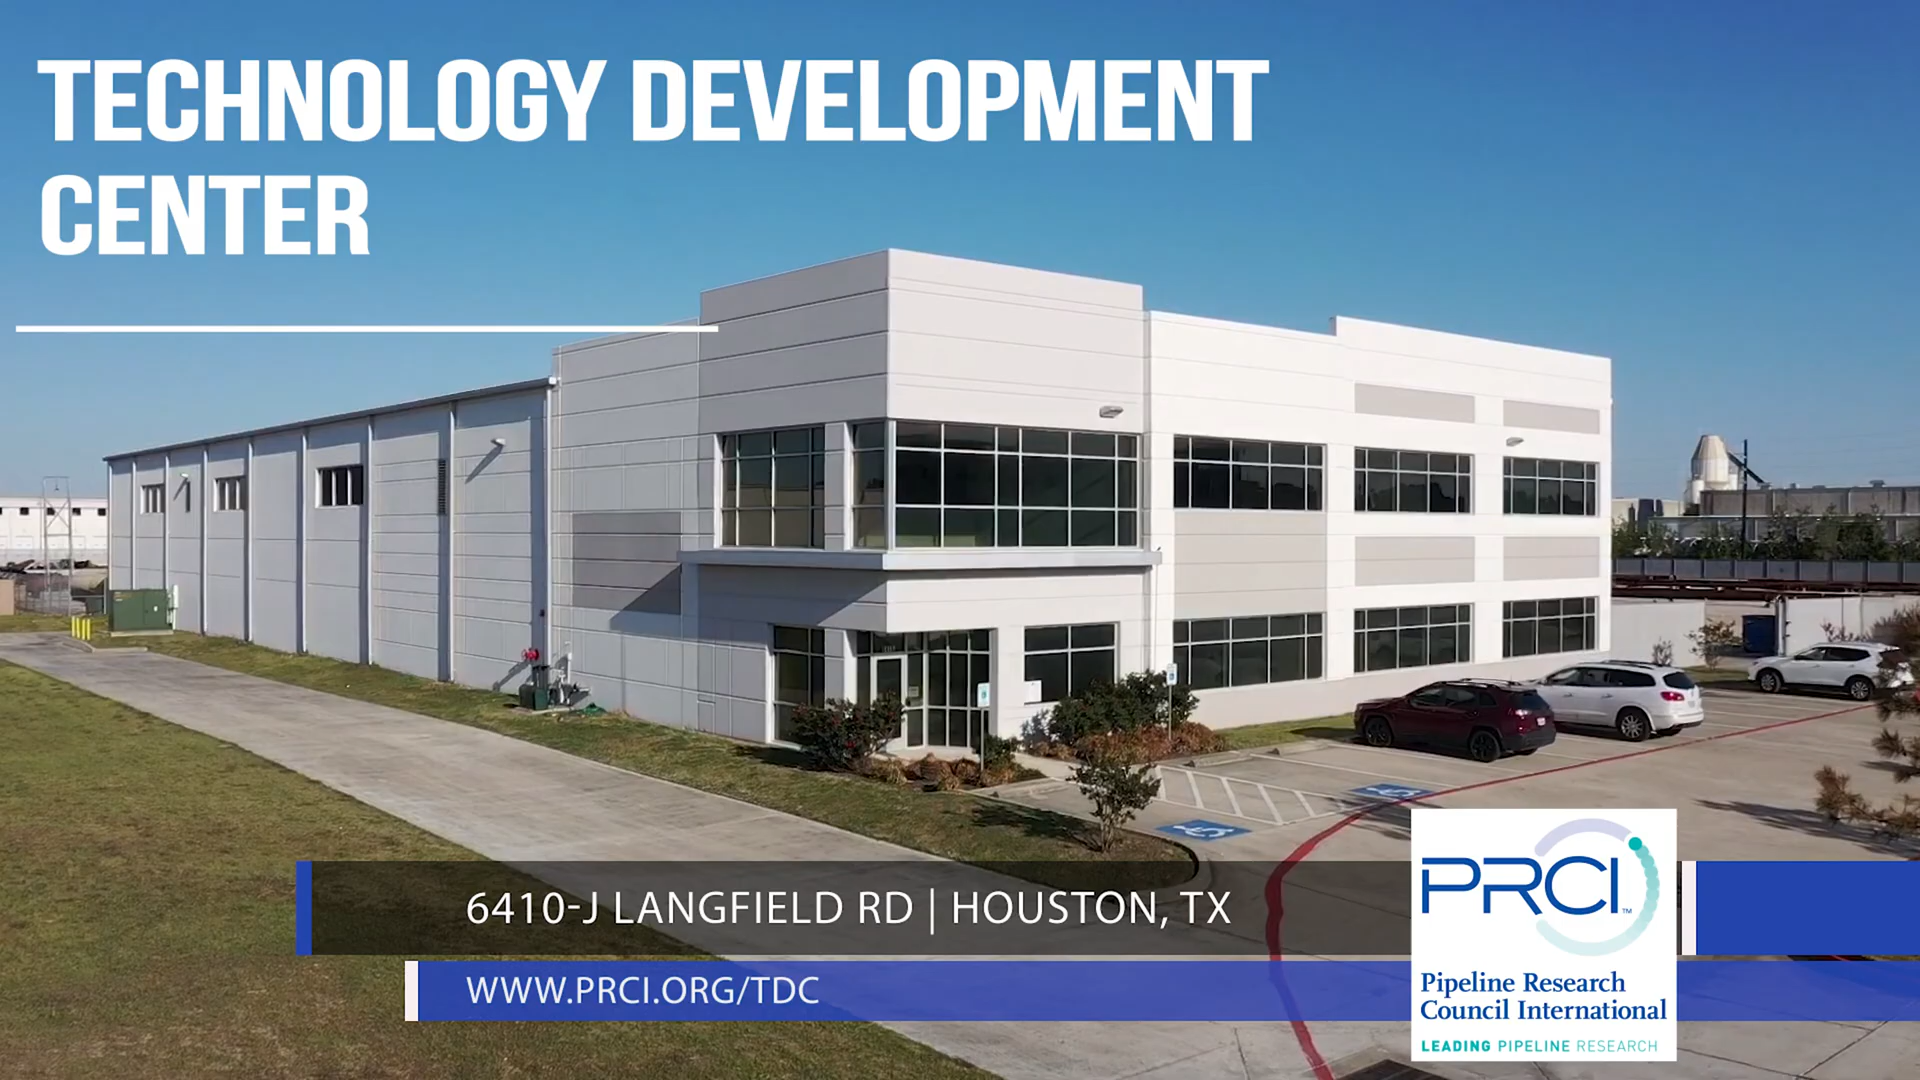 TECHNOLOGY DEVELOPMENT
CENTER
6410-J LANGFIELD RD | HOUSTON, TX
WWW.PRCI.ORG/TDC
PRCI™
Pipeline Research
Council International
LEADING PIPELINE RESEARCH